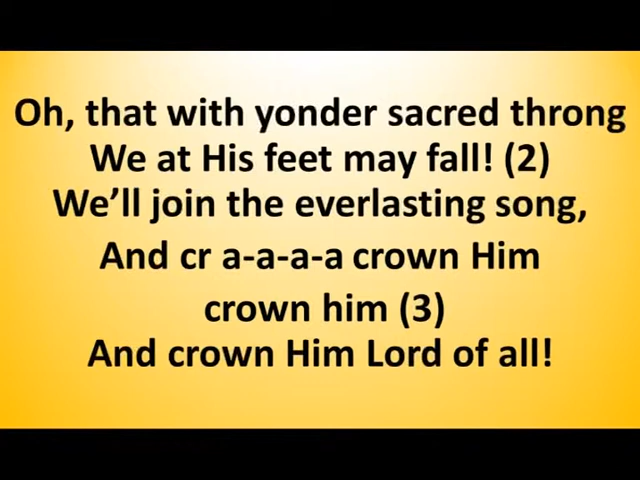 Oh, that with yonder sacred throng
We at His feet may fall! (2)
We’ll join the everlasting song,
And cr a-a-a-a crown Him
crown him (3)
And crown Him Lord of all!